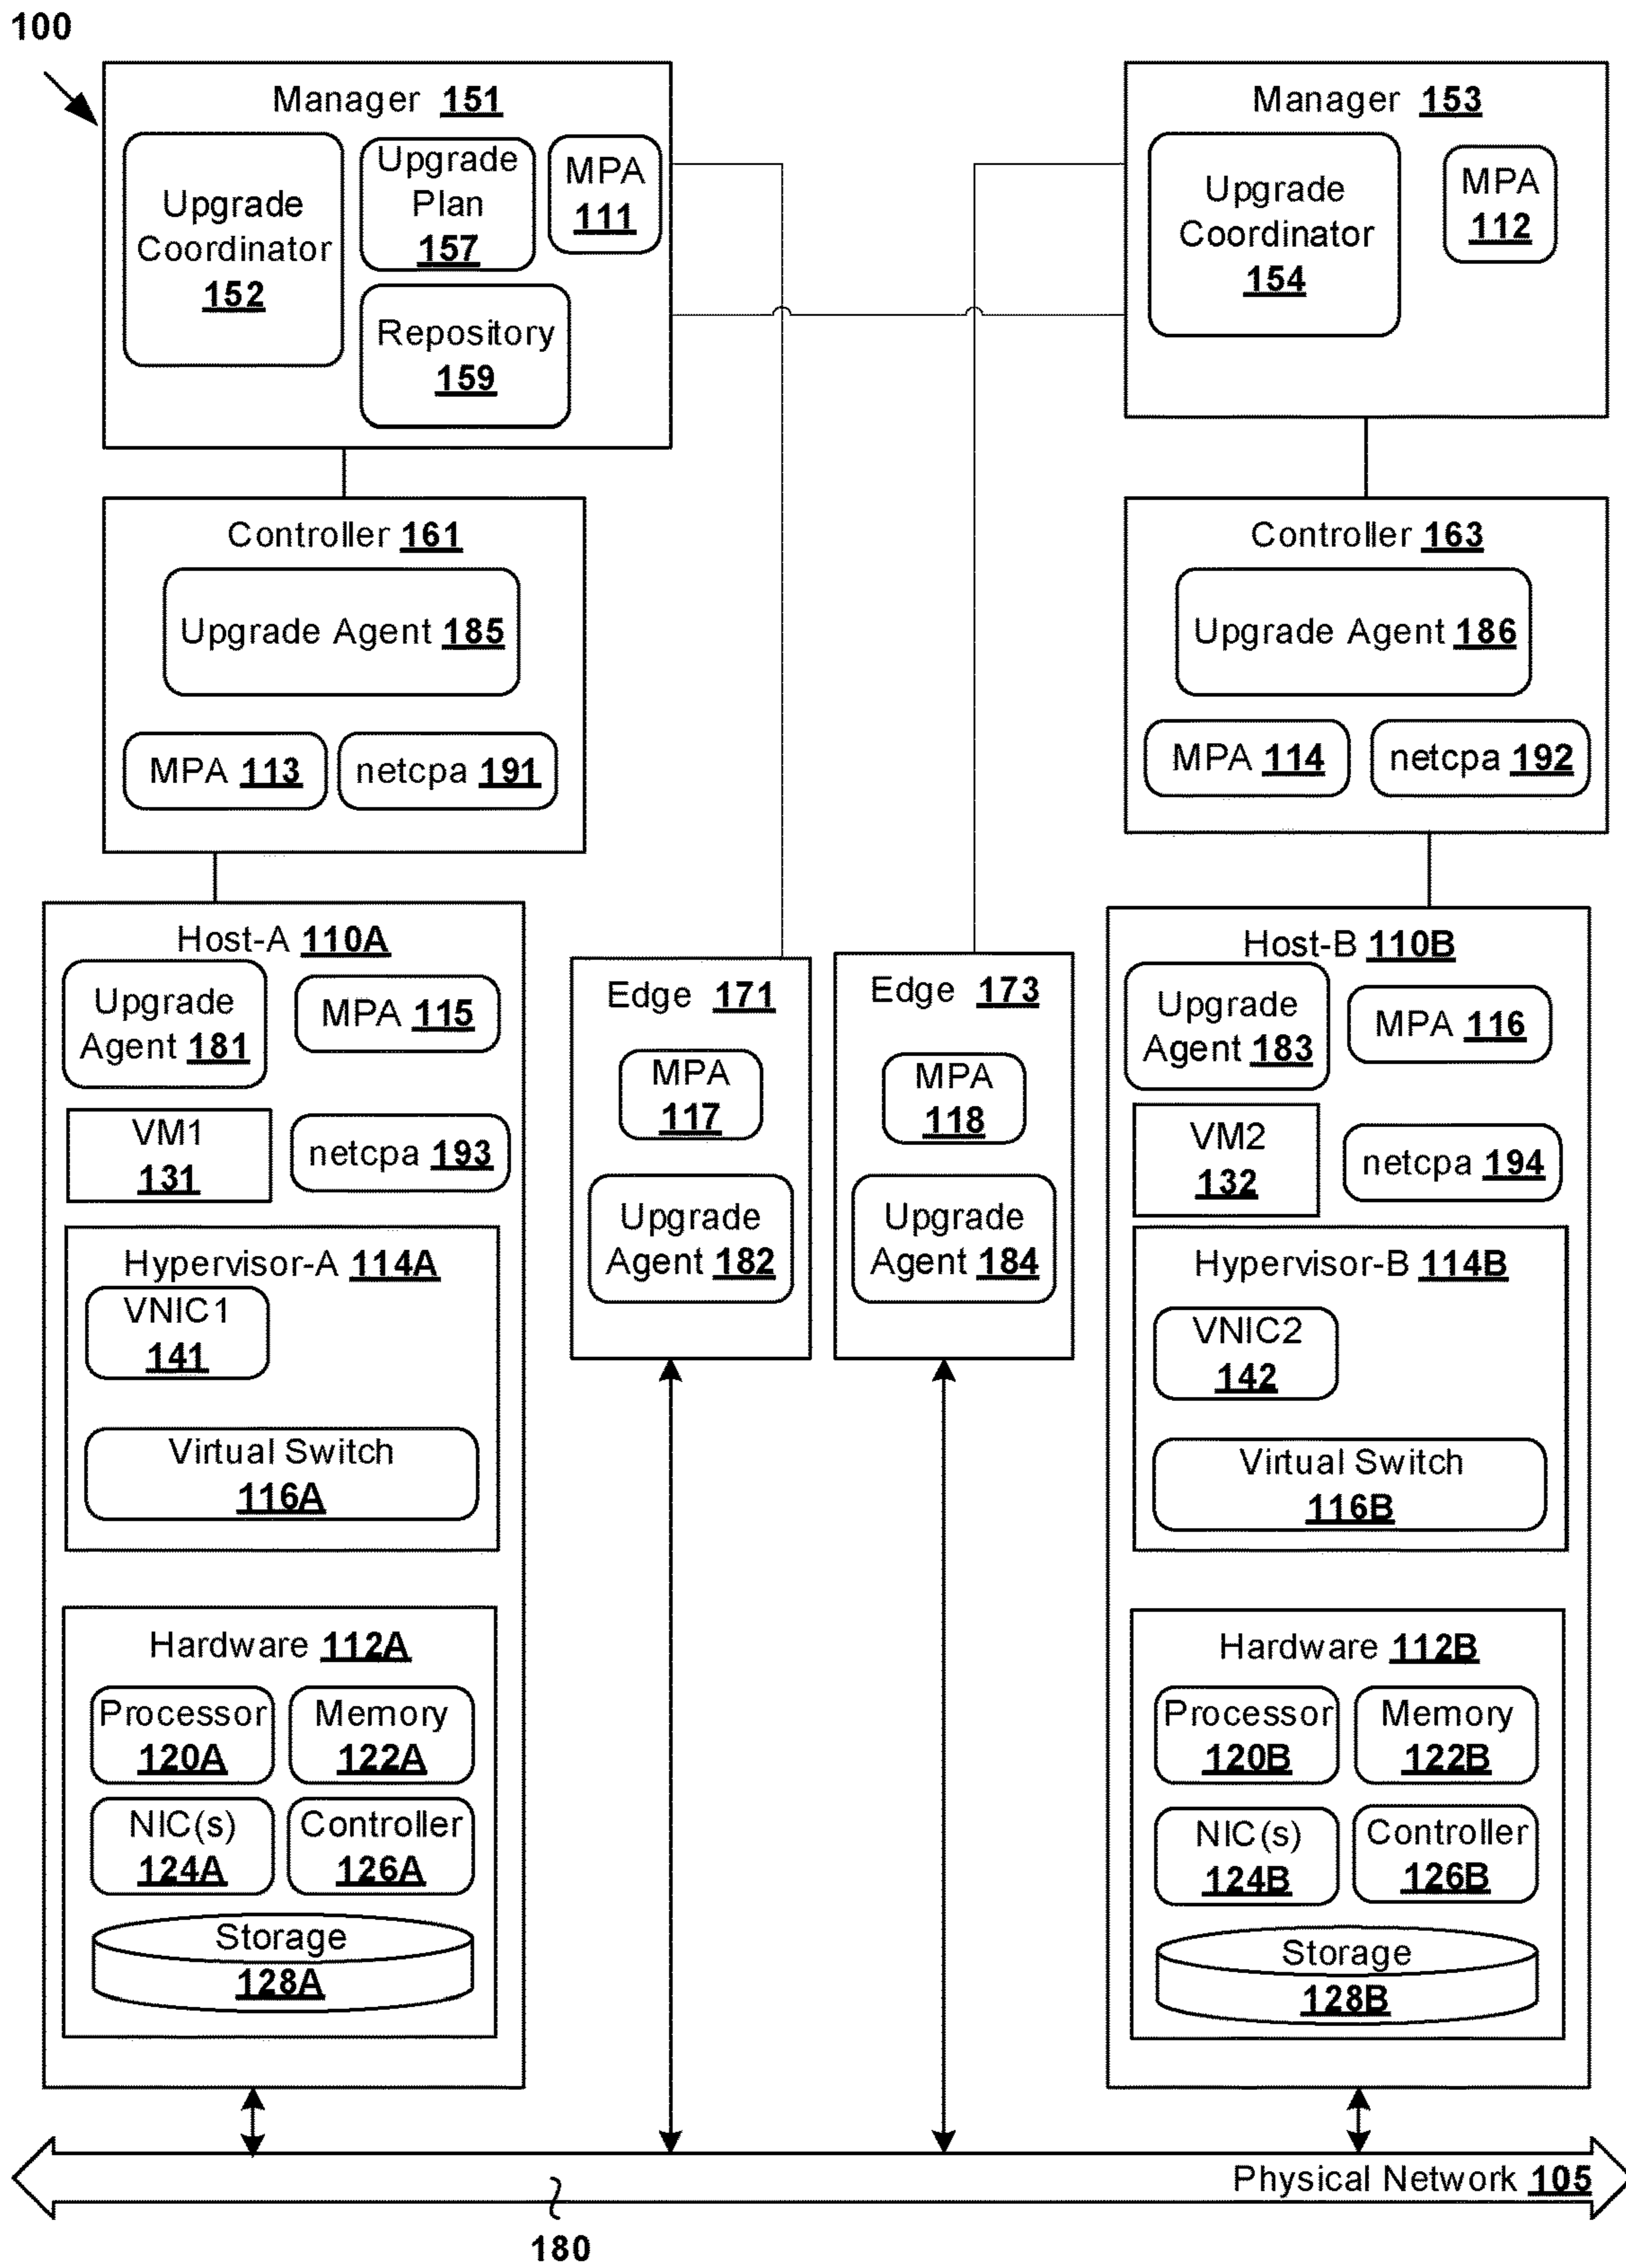 100
Manager 151
Upgrade
Coordinator
152
Upgrade
Plan
157
MPA
111
Repository
159
Manager 153
Upgrade
Coordinator
154
MPA
112
Controller 161
Upgrade Agent 185
MPA 113
netcpa 191
Controller 163
Upgrade Agent 186
MPA 114
netcpa 192
Host-A 110A
Upgrade
Agent 181
MPA 115
VM1
131
netcpa 193
Hypervisor-A 114A
VNIC1
141
Virtual Switch
116A
Hardware 112A
Processor
120A
Memory
122A
NIC(s)
124A
Controller
126A
Storage
128A
Edge 171
MPA
117
Upgrade
Agent 182
Edge 173
MPA
118
Upgrade
Agent 184
Host-B 110B
Upgrade
Agent 183
MPA 116
VM2
132
netcpa 194
Hypervisor-B 114B
VNIC2
142
Virtual Switch
116B
Hardware 112B
Processor
120B
Memory
122B
NIC(s)
124B
Controller
126B
Storage
128B
Physical Network 105
180